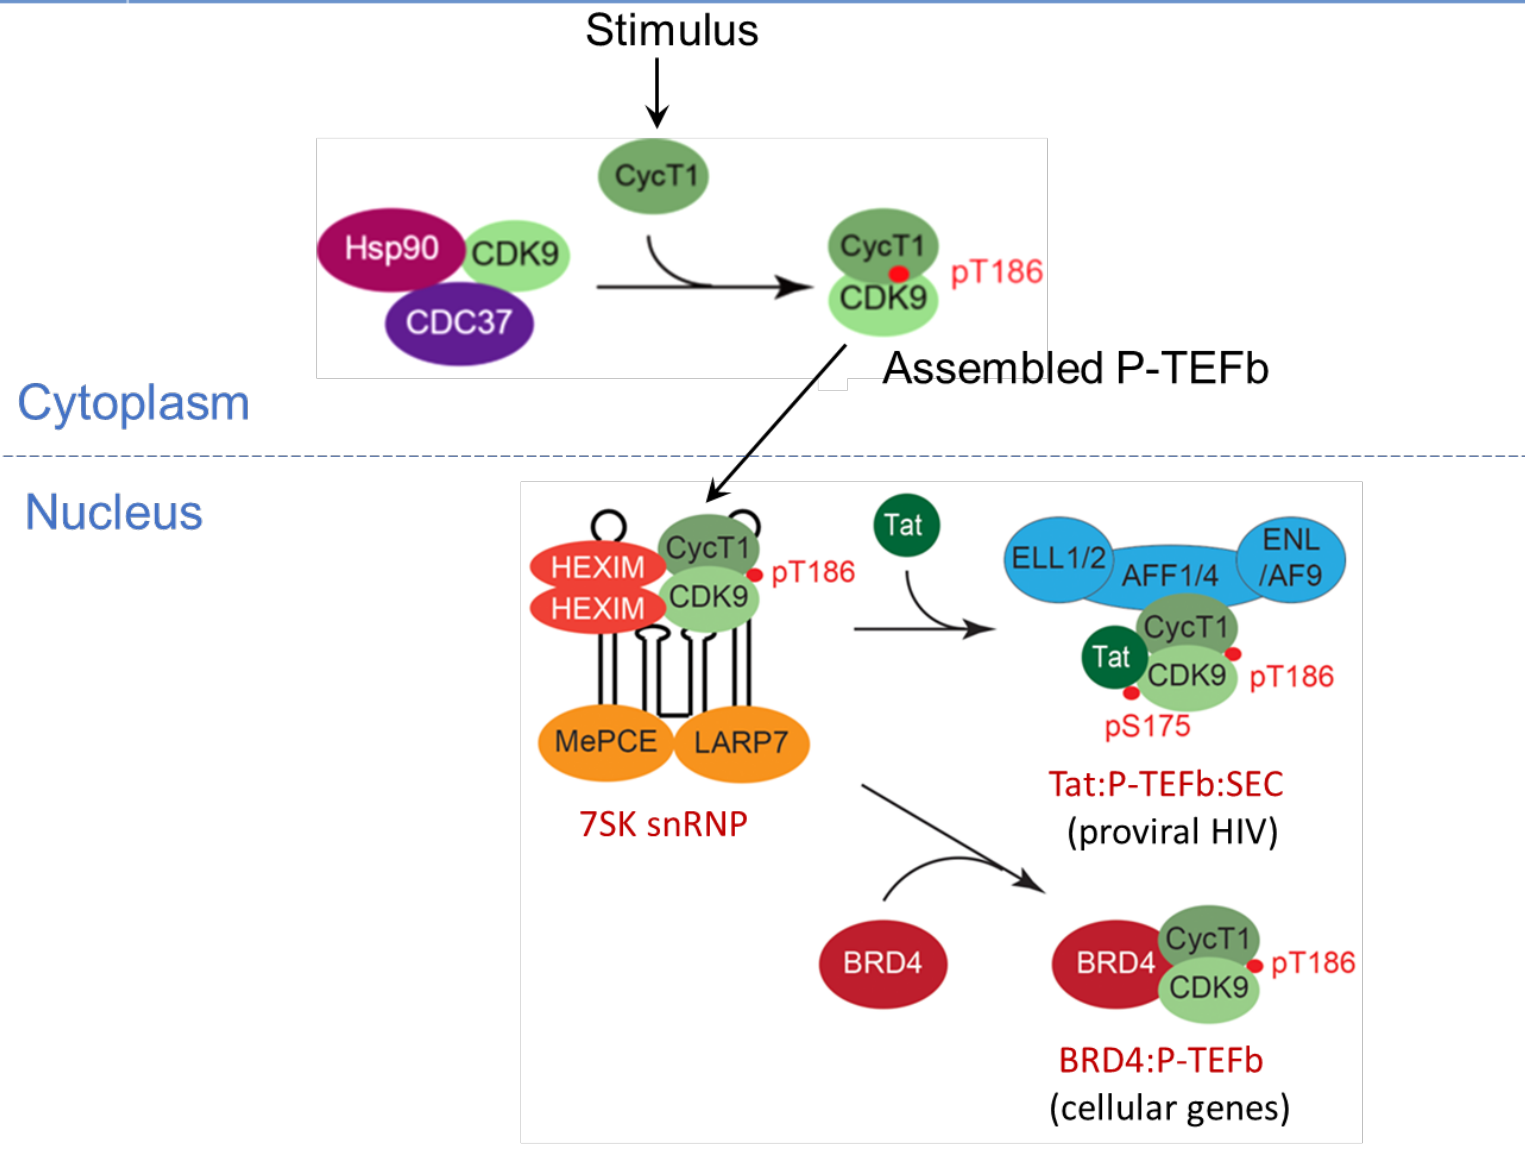 Stimulus
CycT1
Hsp90
CDK9
CDC37
CycT1
CDK9
pT186
Assembled P-TEFb
Cytoplasm
Nucleus
HEXIM
HEXIM
CycT1
CDK9
pT186
MePCE
LARP7
7SK snRNP
Tat
ELL1/2
AFF1/4
ENL
/AF9
CycT1
Tat
CDK9
pT186
pS175
Tat:P-TEFb:SEC
(proviral HIV)
BRD4
BRD4
CycT1
CDK9
pT186
BRD4:P-TEFb
(cellular genes)